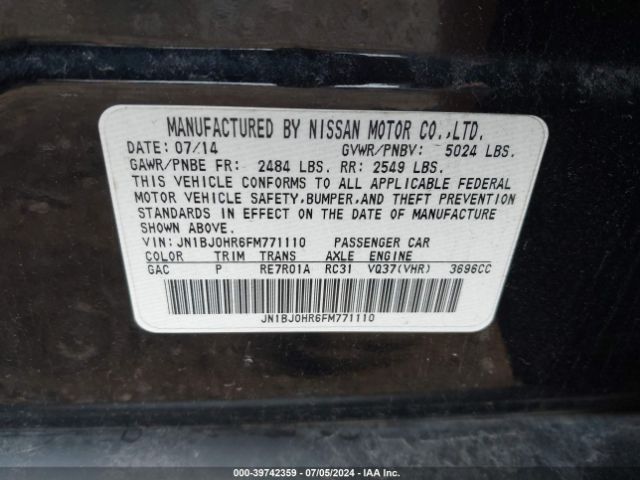 MANUFACTURED BY NISSAN MOTOR CO.,LTD.
DATE: 07/14 GVWR/PNBV: 5024 LBS.
GAWR/PNBE FR: 2484 LBS. RR: 2549 LBS.
THIS VEHICLE CONFORMS TO ALL APPLICABLE FEDERAL
MOTOR VEHICLE SAFETY,BUMPER,AND THEFT PREVENTION
STANDARDS IN EFFECT ON THE DATE OF MANUFACTURE
SHOWN ABOVE.
VIN:JN1BJ0HR6FM771110 PASSENGER CAR
COLOR TRIM TRANS AXLE ENGINE
GAC P RE7R01A RC31 VQ37(VHR) 3696CC
JN1BJ0HR6FM771110
000-39742359 - 07/05/2024 - IAA Inc.